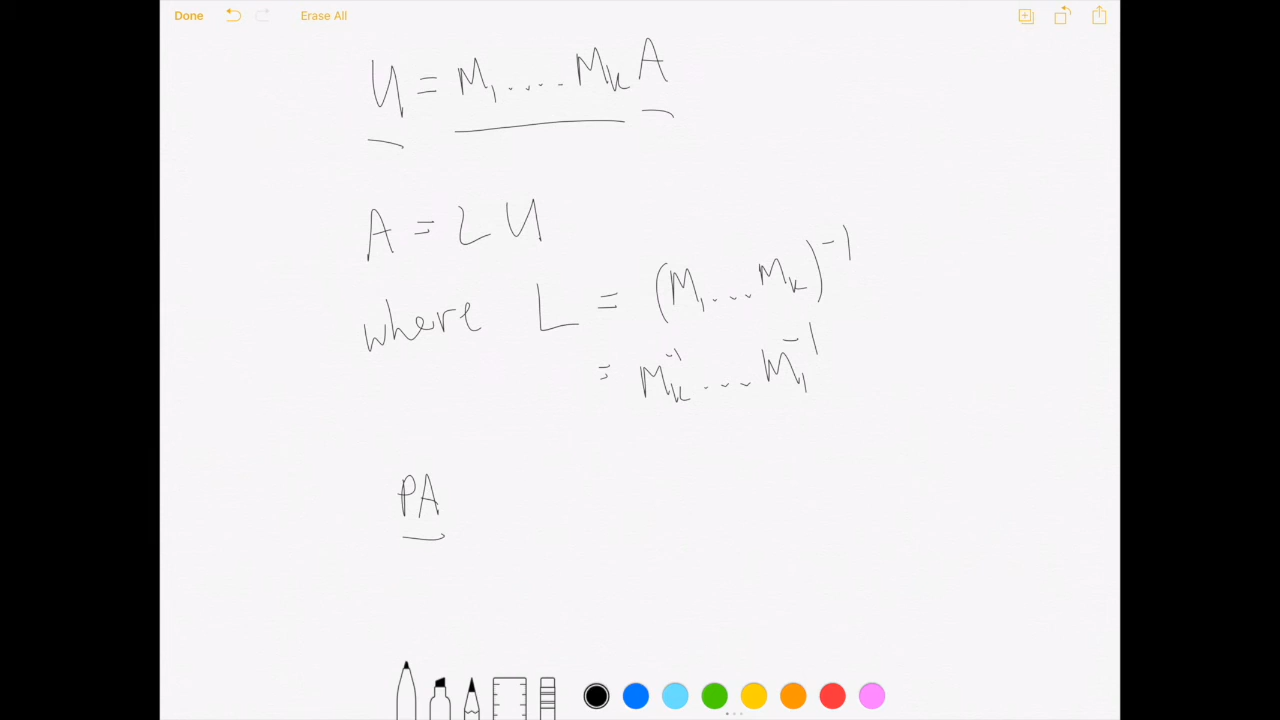 Done Erase All
U = M₁ ..... Mₖ A
A = LU
where L = (M₁ ... Mₖ)⁻¹
= Mₖ⁻¹ .... M₁⁻¹
PA